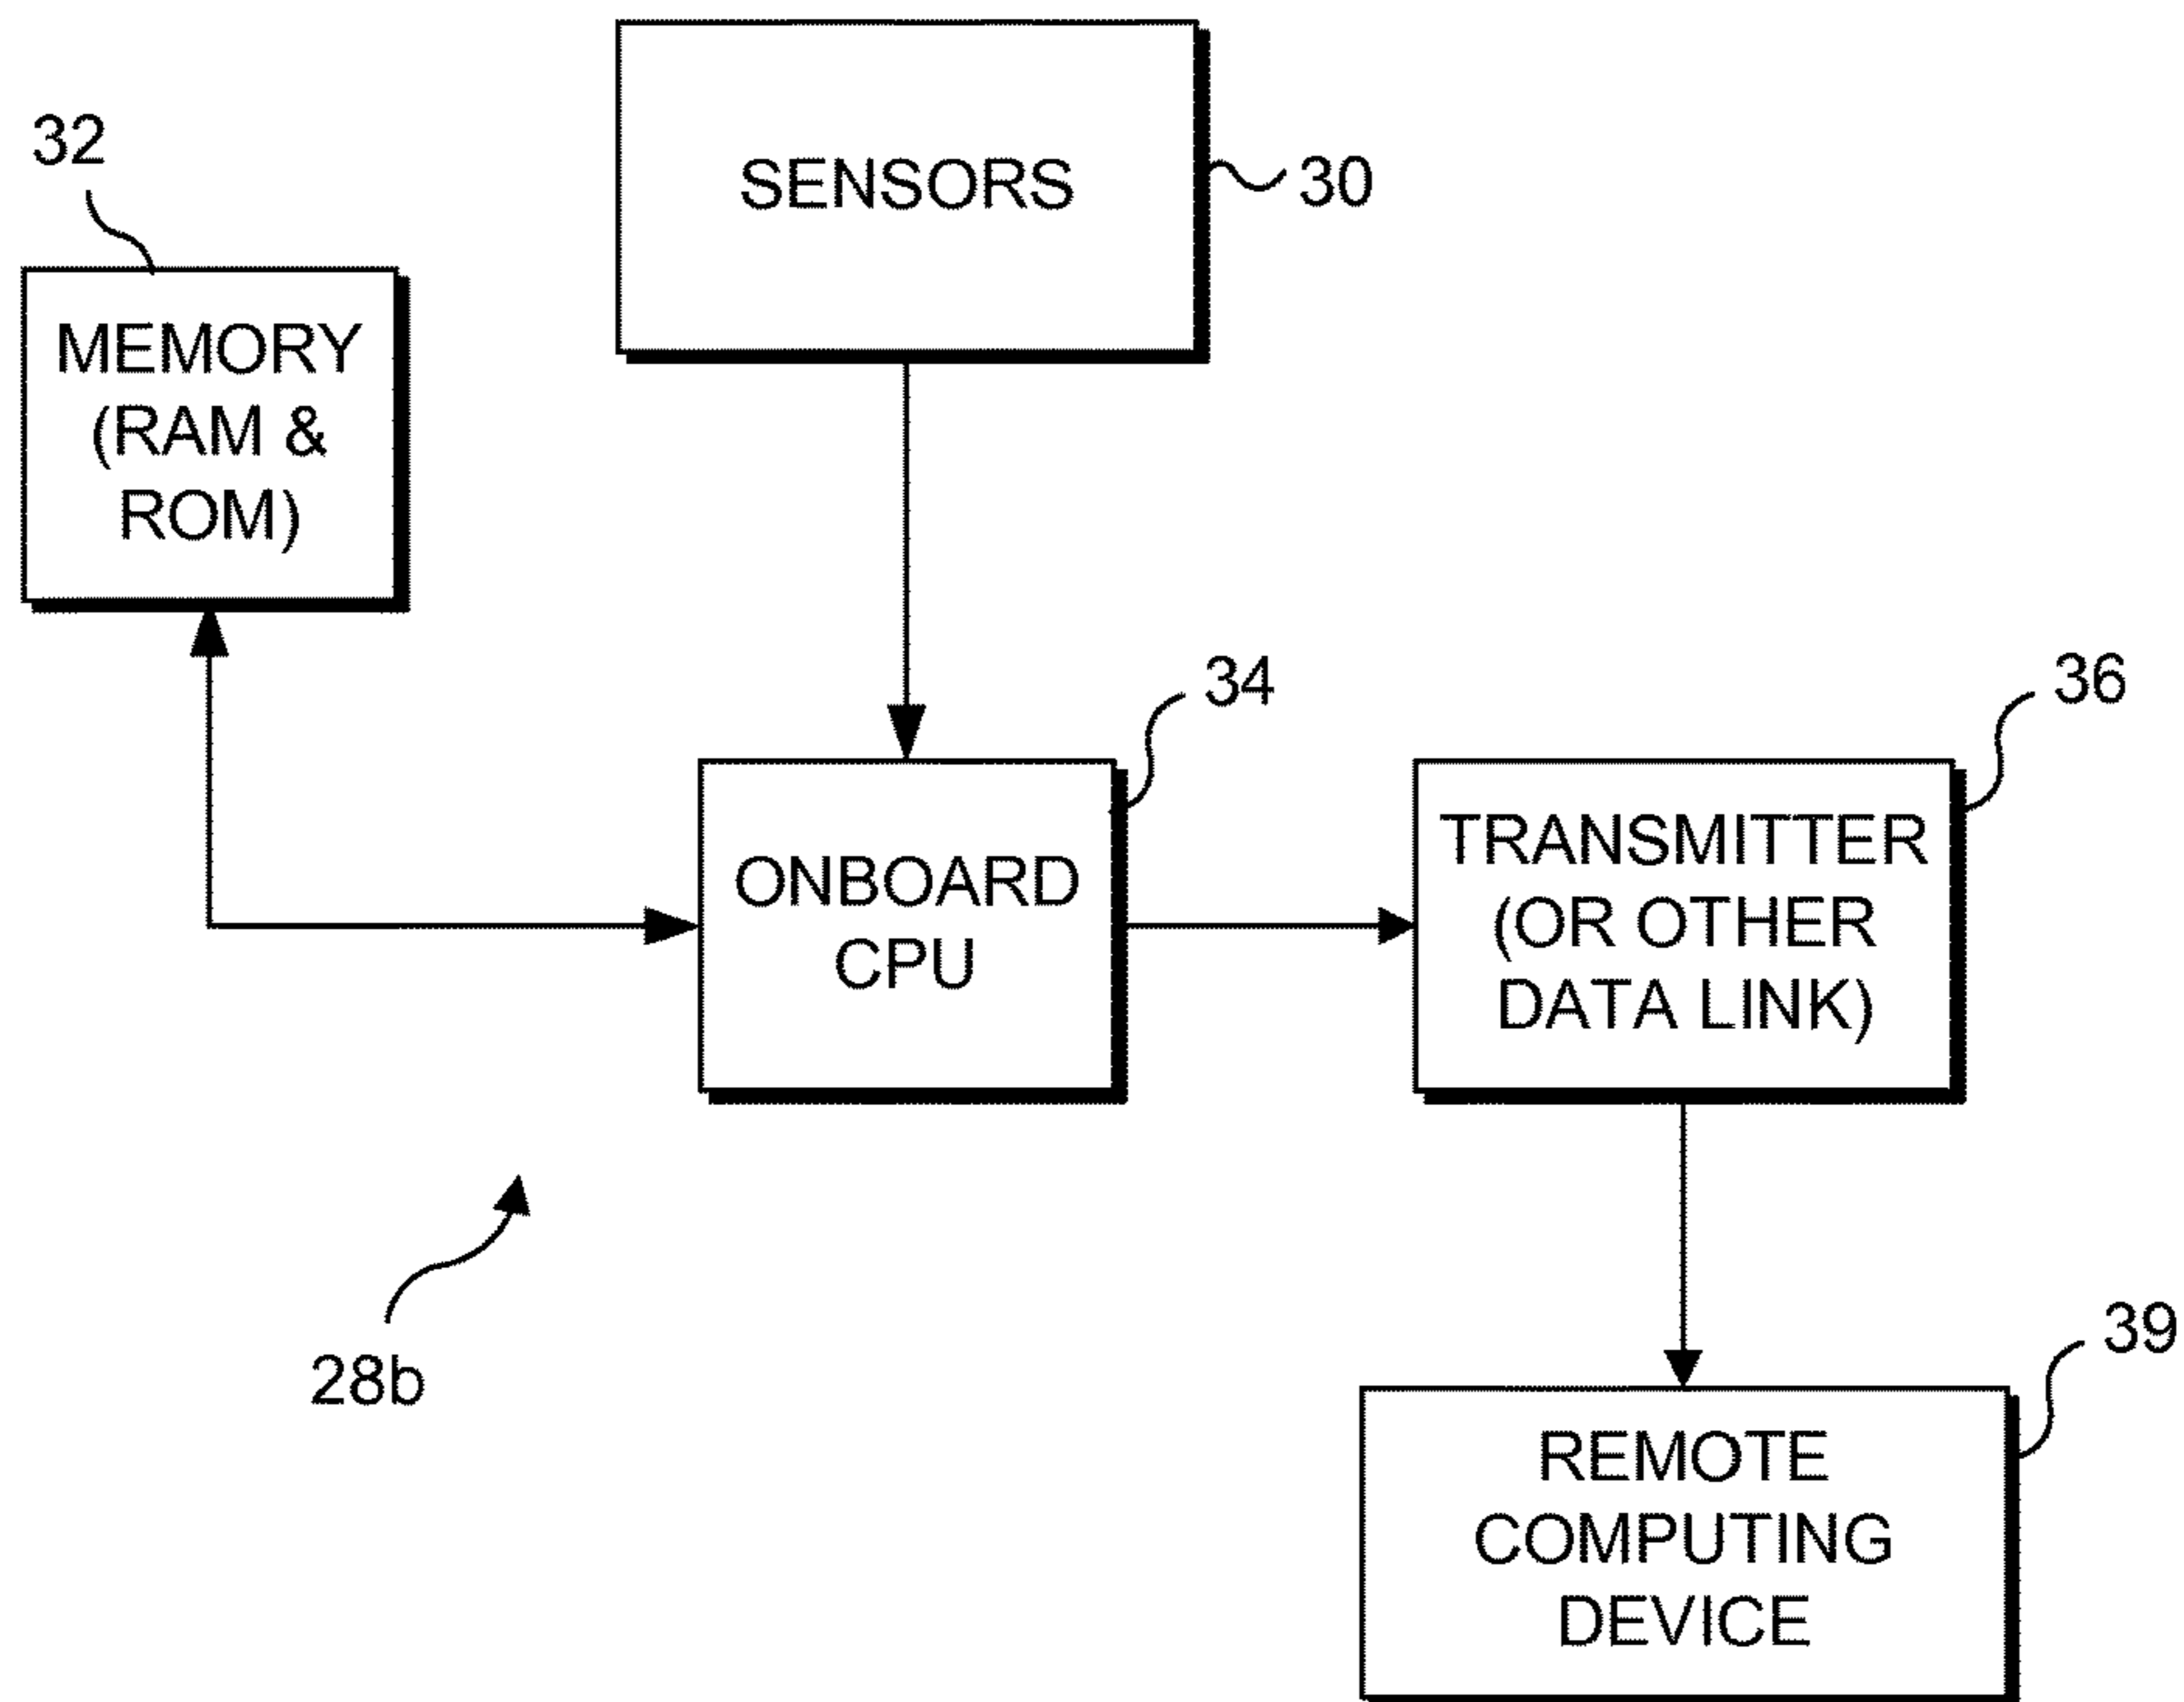 SENSORS
30
32
MEMORY
(RAM &
ROM)
34
ONBOARD
CPU
36
TRANSMITTER
(OR OTHER
DATA LINK)
28b
39
REMOTE
COMPUTING
DEVICE